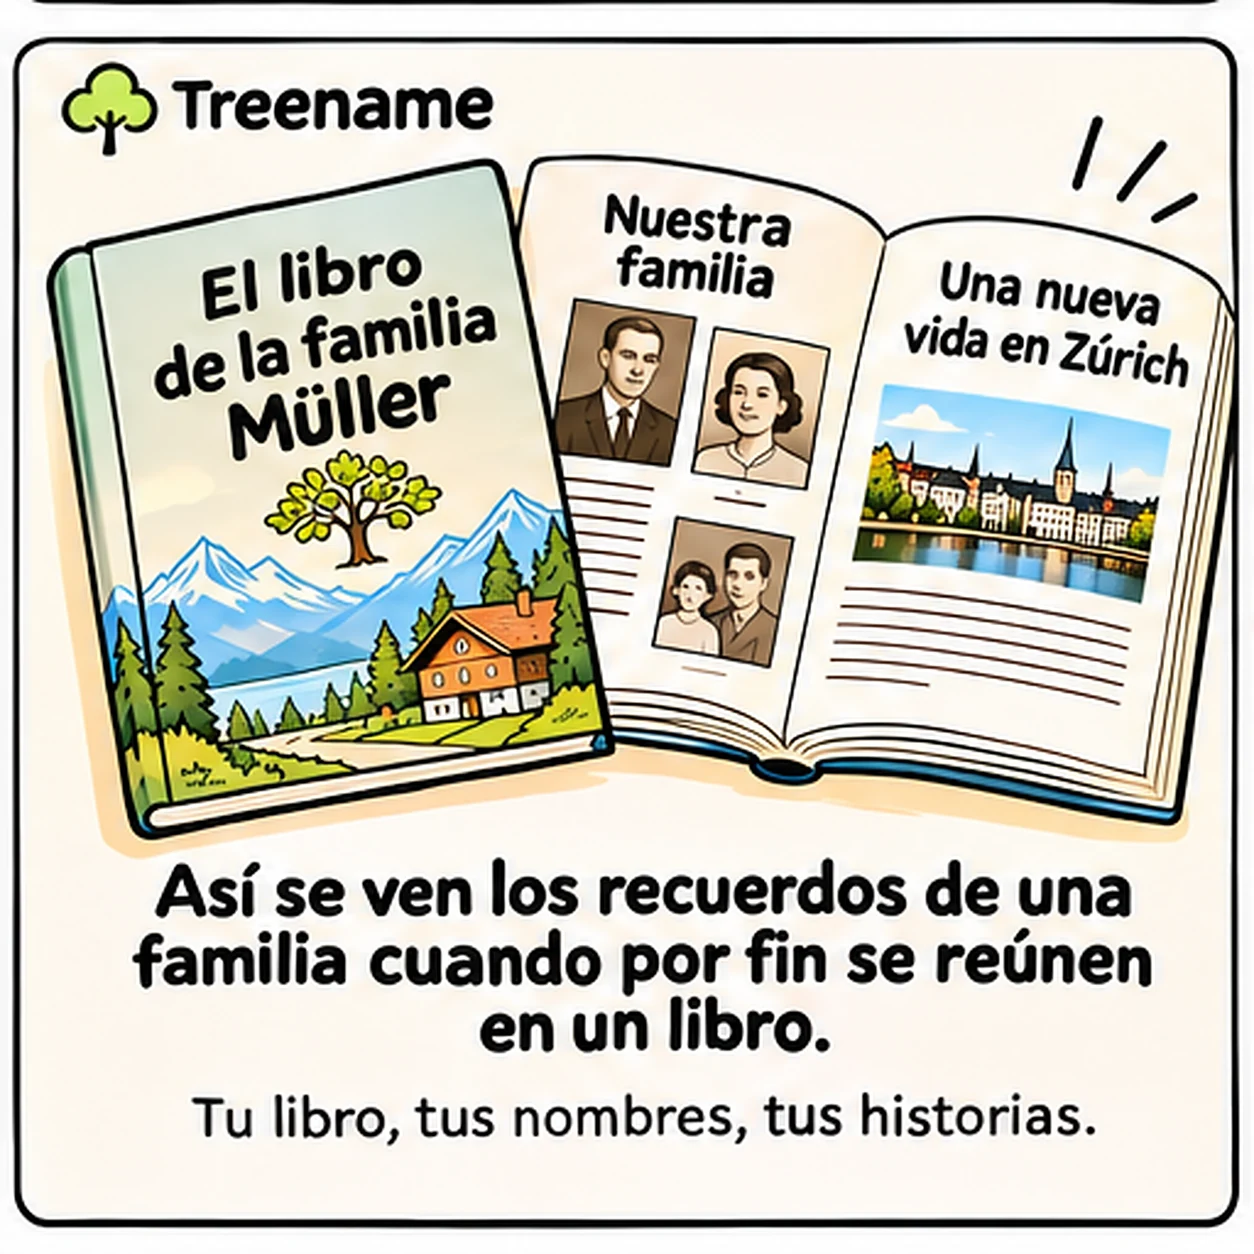 Treename
El libro
de la familia
Müller
Nuestra
familia
Una nueva
vida en Zúrich
Así se ven los recuerdos de una
familia cuando por fin se reúnen
en un libro.
Tu libro, tus nombres, tus historias.